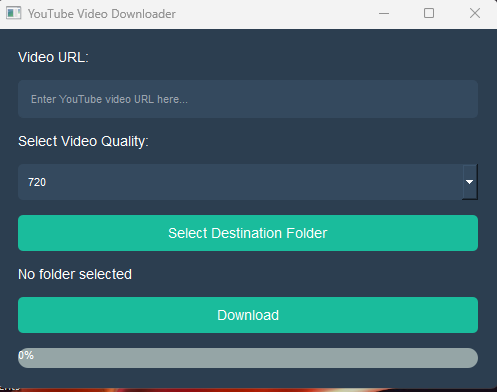 YouTube Video Downloader
Video URL:
Enter YouTube video URL here...
Select Video Quality:
720
Select Destination Folder
No folder selected
Download
0%